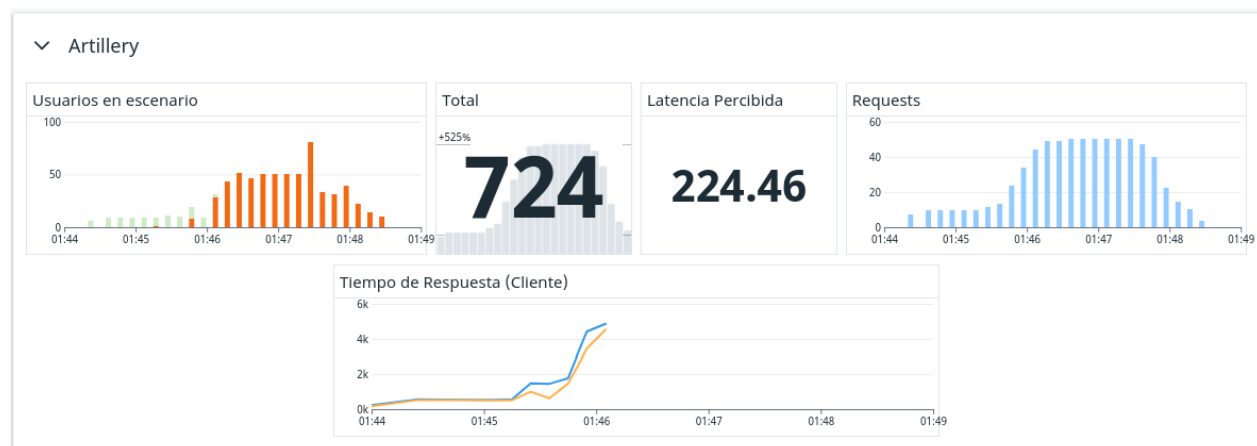 Artillery
Usuarios en escenario
100
50
0
01:44 01:45 01:46 01:47 01:48 01:49
Total
+525%
724
Latencia Percibida
224.46
Requests
60
40
20
0
01:44 01:45 01:46 01:47 01:48 01:49
Tiempo de Respuesta (Cliente)
6k
4k
2k
0k
01:44 01:45 01:46 01:47 01:48 01:49